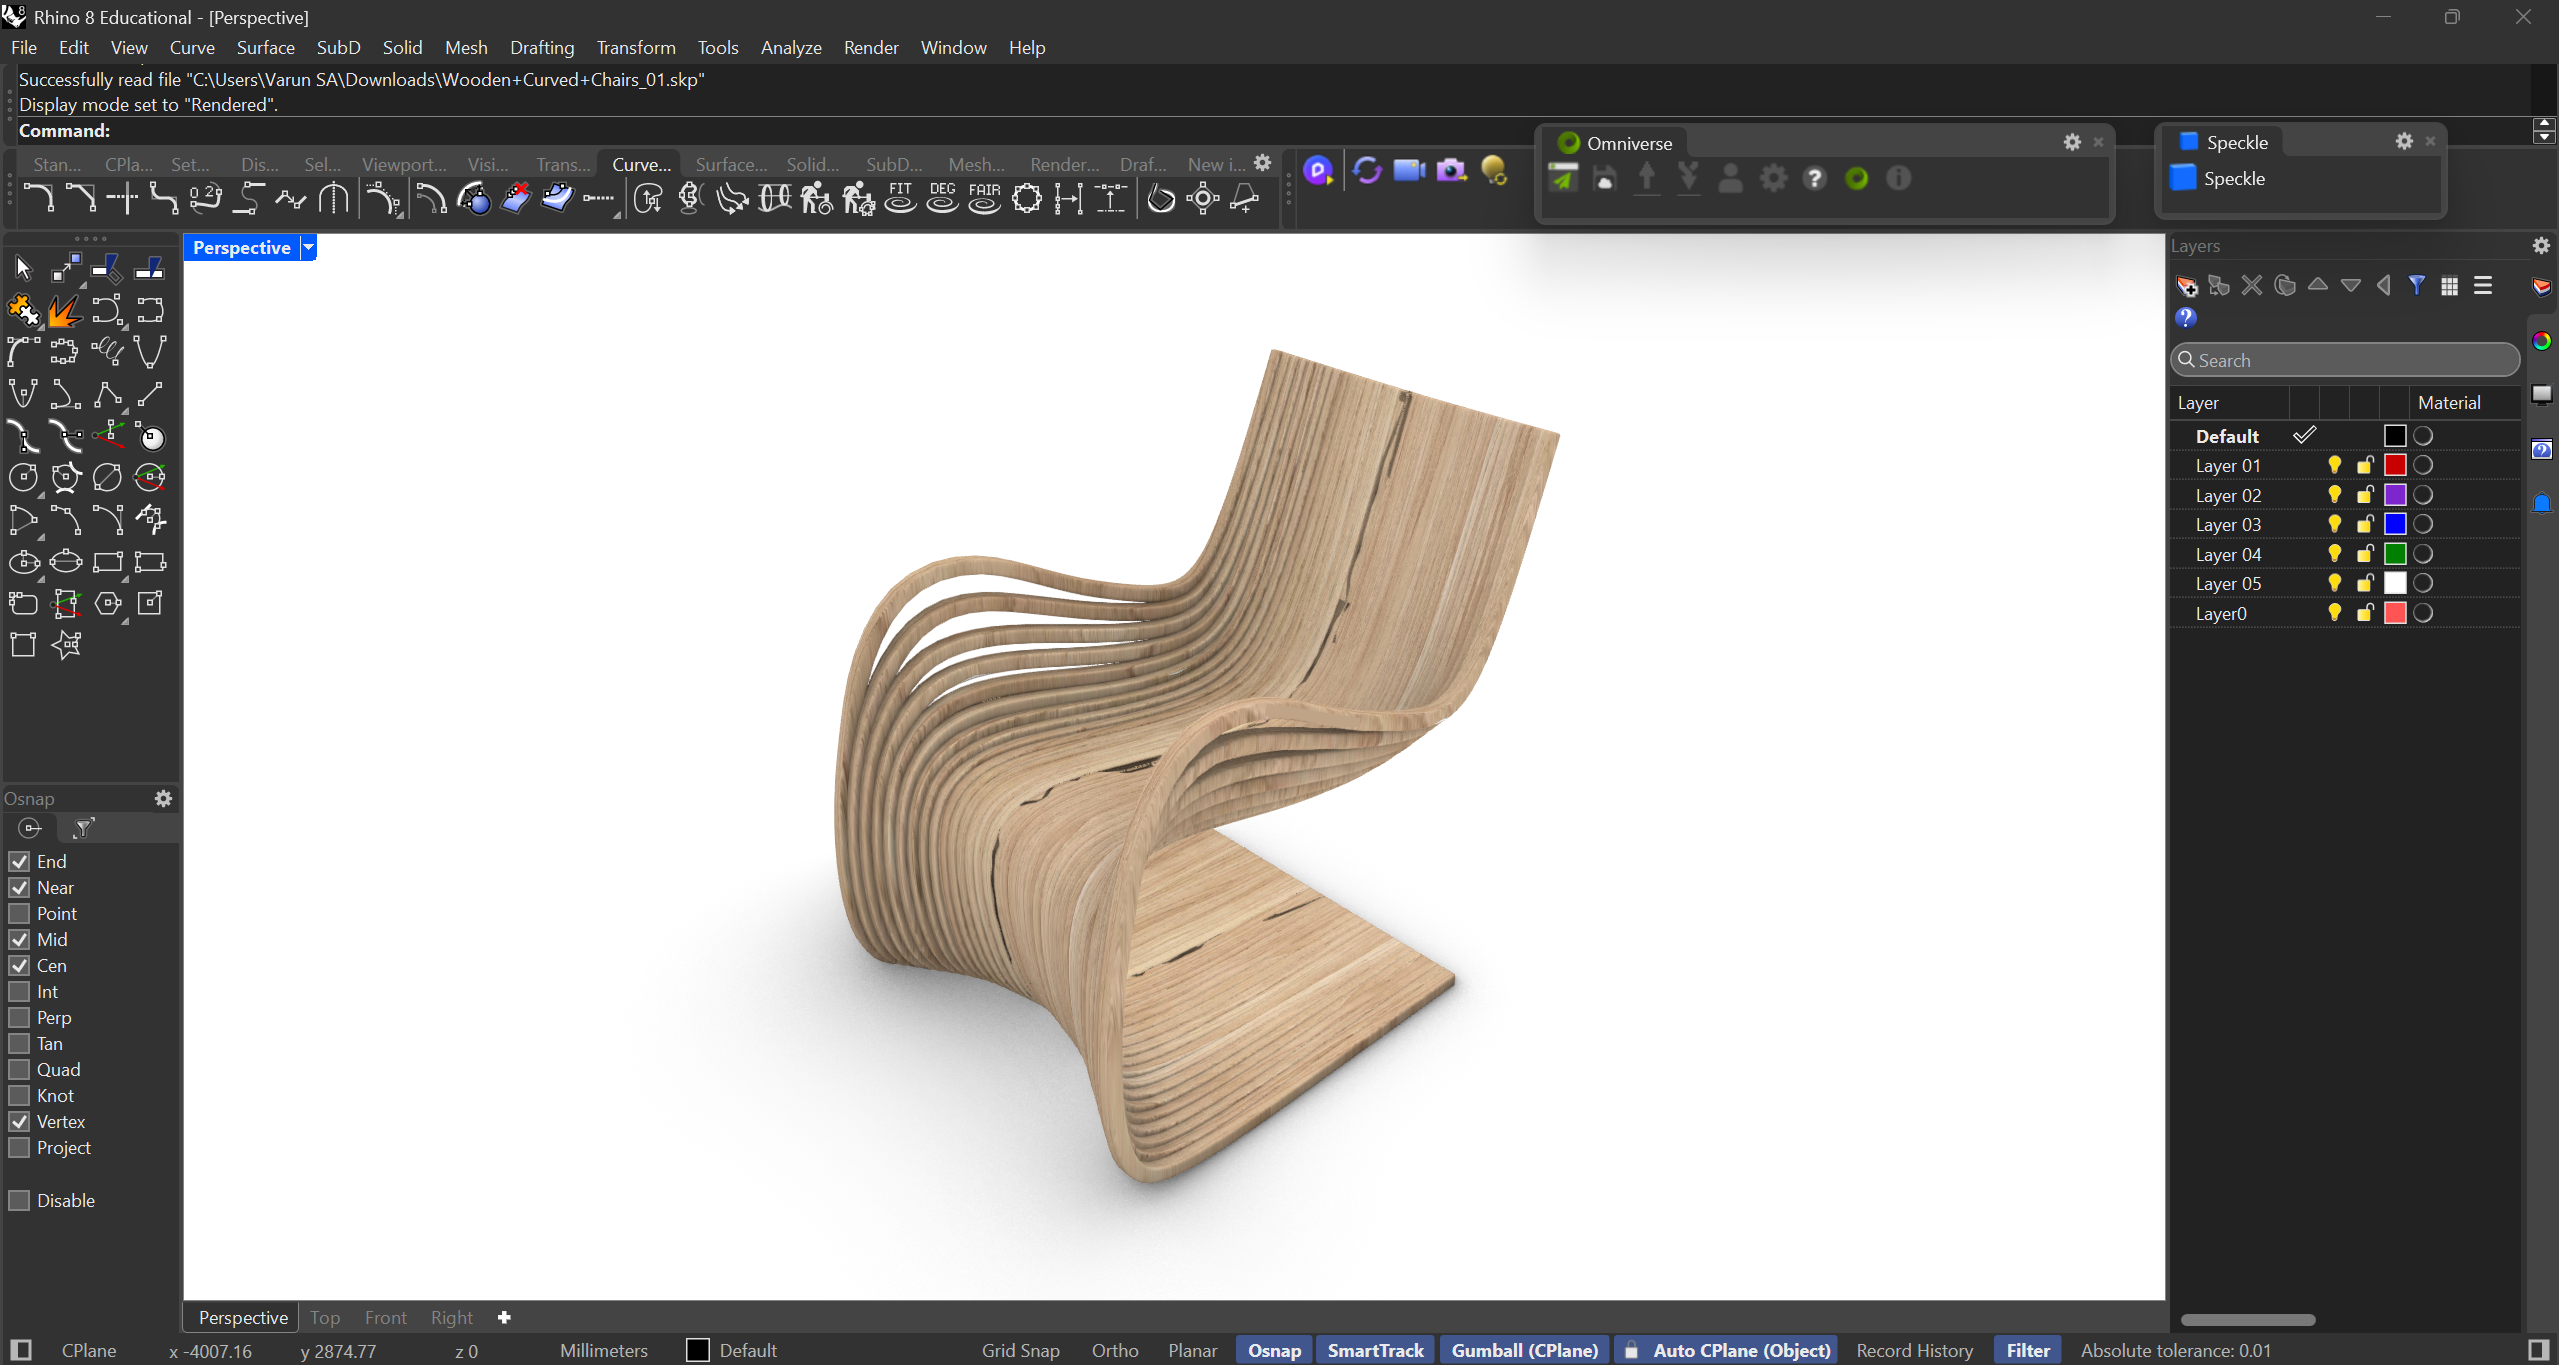 Rhino 8 Educational - [Perspective]
File Edit View Curve Surface SubD Solid Mesh Drafting Transform Tools Analyze Render Window Help
Successfully read file "C:\Users\Varun SA\Downloads\Wooden+Curved+Chairs_01.skp"
Display mode set to "Rendered".
Command:
Omniverse
Speckle
Speckle
Stan... CPla... Set... Dis... Sel... Viewport... Visi... Trans... Curve... Surface... Solid... SubD... Mesh... Render... Draf... New i...
FIT DEG FAIR
Perspective
Layers
Search
Layer Material
Default
Layer 01
Layer 02
Layer 03
Layer 04
Layer 05
Layer0
Osnap
End
Near
Point
Mid
Cen
Int
Perp
Tan
Quad
Knot
Vertex
Project
Disable
Perspective Top Front Right
CPlane x -4007.16 y 2874.77 z 0 Millimeters Default Grid Snap Ortho Planar Osnap SmartTrack Gumball (CPlane) Auto CPlane (Object) Record History Filter Absolute tolerance: 0.01